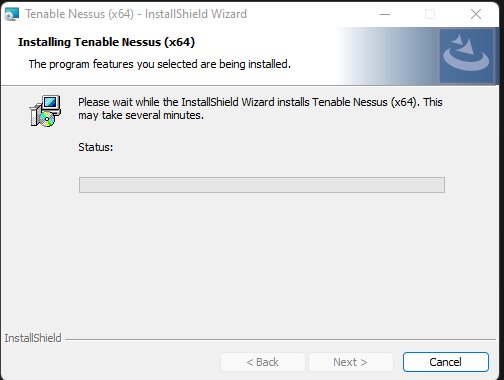 Tenable Nessus (x64) - InstallShield Wizard
Installing Tenable Nessus (x64)
The program features you selected are being installed.
Please wait while the InstallShield Wizard installs Tenable Nessus (x64). This
may take several minutes.
Status:
InstallShield
< Back
Next >
Cancel